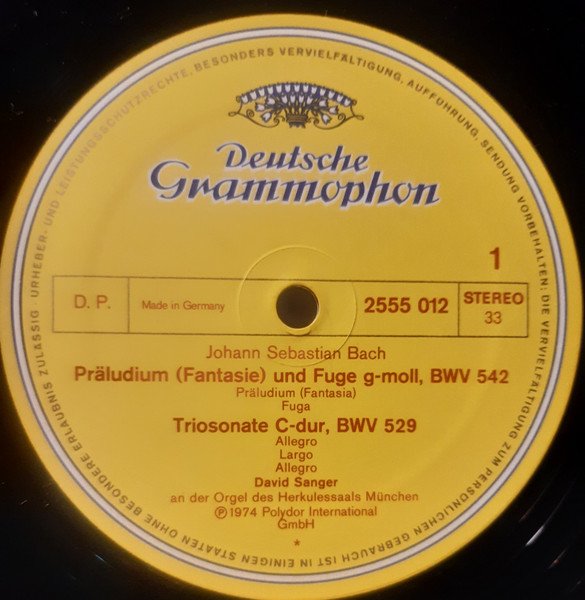 Deutsche
Grammophon
1
D. P.
Made in Germany
2555 012
STEREO
33
Johann Sebastian Bach
Präludium (Fantasie) und Fuge g-moll, BWV 542
Präludium (Fantasia)
Fuga
Triosonate C-dur, BWV 529
Allegro
Largo
Allegro
David Sanger
an der Orgel des Herkulessaals München
℗ 1974 Polydor International
GmbH
*
URHEBER- UND LEISTUNGSSCHUTZRECHTE, BESONDERS VERVIELFÄLTIGUNG, AUFFÜHRUNG, SENDUNG VORBEHALTEN; DIE VERVIELFÄLTIGUNG ZUM PERSÖNLICHEN GEBRAUCH IST IN EINIGEN STAATEN OHNE BESONDERE ERLAUBNIS ZULÄSSIG